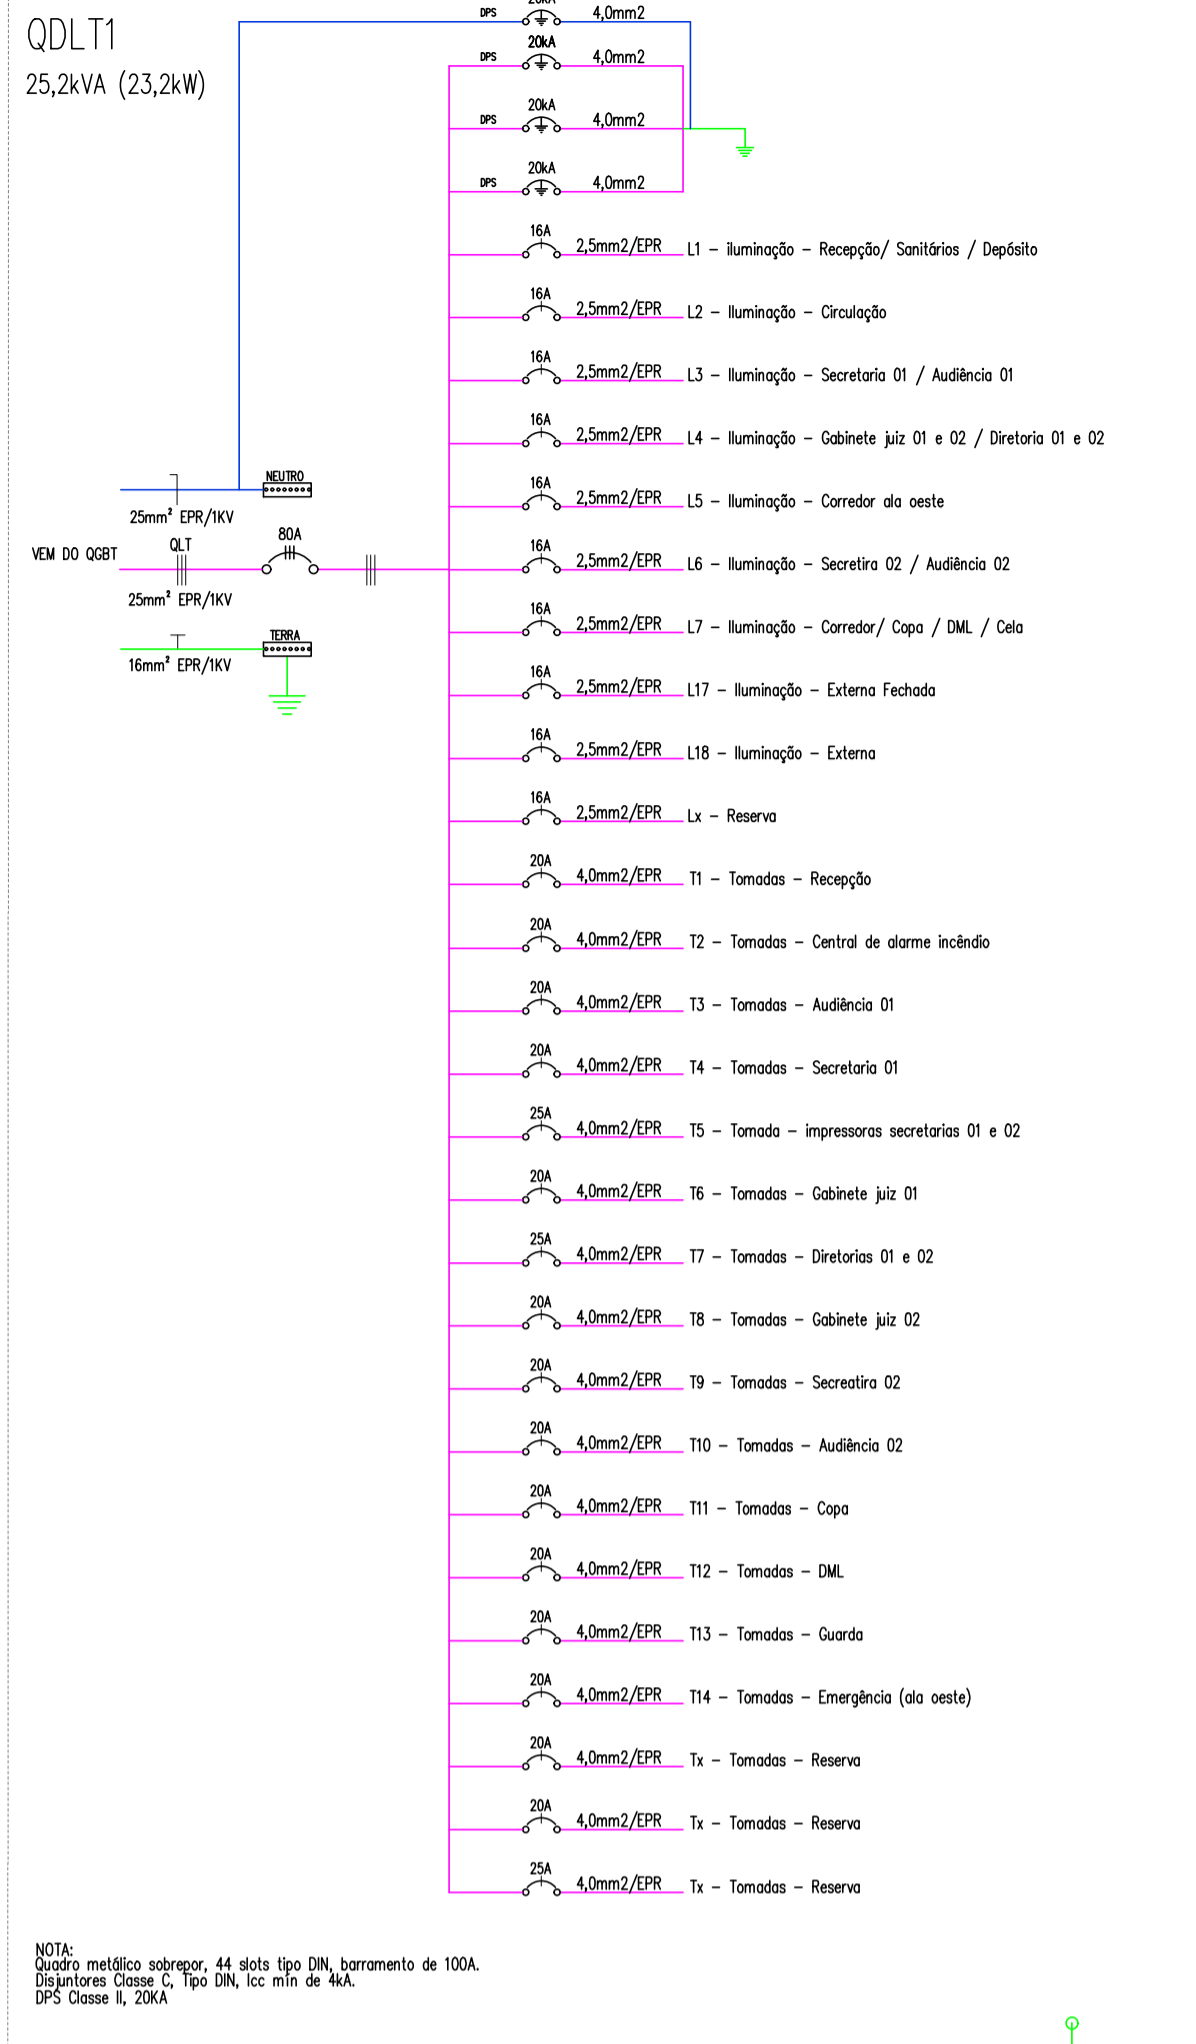 QDLT1
25,2kVA (23,2kW)
DPS 20kA 4,0mm2
DPS 20kA 4,0mm2
DPS 20kA 4,0mm2
DPS 20kA 4,0mm2
16A 2,5mm2/EPR L1 – iluminação – Recepção/ Sanitários / Depósito
16A 2,5mm2/EPR L2 – Iluminação – Circulação
16A 2,5mm2/EPR L3 – Iluminação – Secretaria 01 / Audiência 01
16A 2,5mm2/EPR L4 – Iluminação – Gabinete juiz 01 e 02 / Diretoria 01 e 02
16A 2,5mm2/EPR L5 – Iluminação – Corredor ala oeste
NEUTRO
25mm² EPR/1KV
VEM DO QGBT
QLT
80A
25mm² EPR/1KV
TERRA
16mm² EPR/1KV
16A 2,5mm2/EPR L6 – Iluminação – Secretira 02 / Audiência 02
16A 2,5mm2/EPR L7 – Iluminação – Corredor/ Copa / DML / Cela
16A 2,5mm2/EPR L17 – Iluminação – Externa Fechada
16A 2,5mm2/EPR L18 – Iluminação – Externa
16A 2,5mm2/EPR Lx – Reserva
20A 4,0mm2/EPR T1 – Tomadas – Recepção
20A 4,0mm2/EPR T2 – Tomadas – Central de alarme incêndio
20A 4,0mm2/EPR T3 – Tomadas – Audiência 01
20A 4,0mm2/EPR T4 – Tomadas – Secretaria 01
25A 4,0mm2/EPR T5 – Tomada – impressoras secretarias 01 e 02
20A 4,0mm2/EPR T6 – Tomadas – Gabinete juiz 01
25A 4,0mm2/EPR T7 – Tomadas – Diretorias 01 e 02
20A 4,0mm2/EPR T8 – Tomadas – Gabinete juiz 02
20A 4,0mm2/EPR T9 – Tomadas – Secreatira 02
20A 4,0mm2/EPR T10 – Tomadas – Audiência 02
20A 4,0mm2/EPR T11 – Tomadas – Copa
20A 4,0mm2/EPR T12 – Tomadas – DML
20A 4,0mm2/EPR T13 – Tomadas – Guarda
20A 4,0mm2/EPR T14 – Tomadas – Emergência (ala oeste)
20A 4,0mm2/EPR Tx – Tomadas – Reserva
20A 4,0mm2/EPR Tx – Tomadas – Reserva
25A 4,0mm2/EPR Tx – Tomadas – Reserva
NOTA:
Quadro metálico sobrepor, 44 slots tipo DIN, barramento de 100A.
Disjuntores Classe C, Tipo DIN, Icc mín de 4kA.
DPS Classe II, 20KA